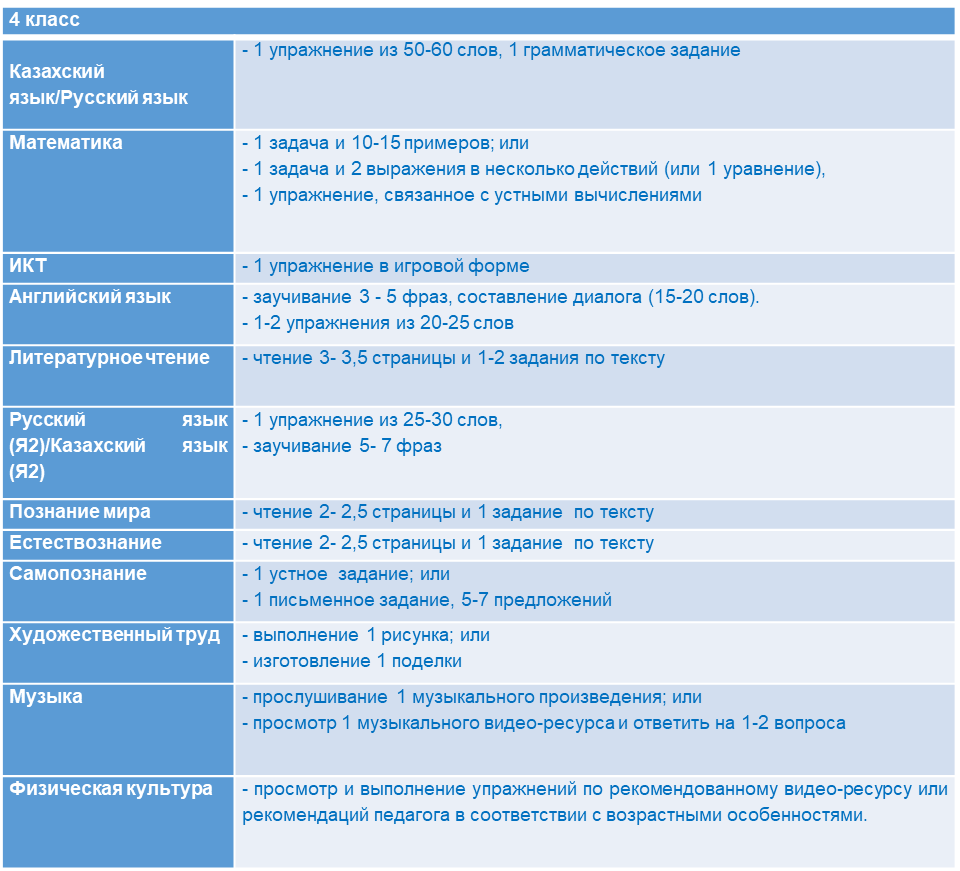 4 класс
Казахский
язык/Русский язык
- 1 упражнение из 50-60 слов, 1 грамматическое задание
Математика
- 1 задача и 10-15 примеров; или
- 1 задача и 2 выражения в несколько действий (или 1 уравнение),
- 1 упражнение, связанное с устными вычислениями
ИКТ
- 1 упражнение в игровой форме
Английский язык
- заучивание 3 - 5 фраз, составление диалога (15-20 слов).
- 1-2 упражнения из 20-25 слов
Литературное чтение
- чтение 3- 3,5 страницы и 1-2 задания по тексту
Русский язык
(Я2)/Казахский язык
(Я2)
- 1 упражнение из 25-30 слов,
- заучивание 5- 7 фраз
Познание мира
- чтение 2- 2,5 страницы и 1 задание по тексту
Естествознание
- чтение 2- 2,5 страницы и 1 задание по тексту
Самопознание
- 1 устное задание; или
- 1 письменное задание, 5-7 предложений
Художественный труд
- выполнение 1 рисунка; или
- изготовление 1 поделки
Музыка
- прослушивание 1 музыкального произведения; или
- просмотр 1 музыкального видео-ресурса и ответить на 1-2 вопроса
Физическая культура
- просмотр и выполнение упражнений по рекомендованному видео-ресурсу или
рекомендаций педагога в соответствии с возрастными особенностями.